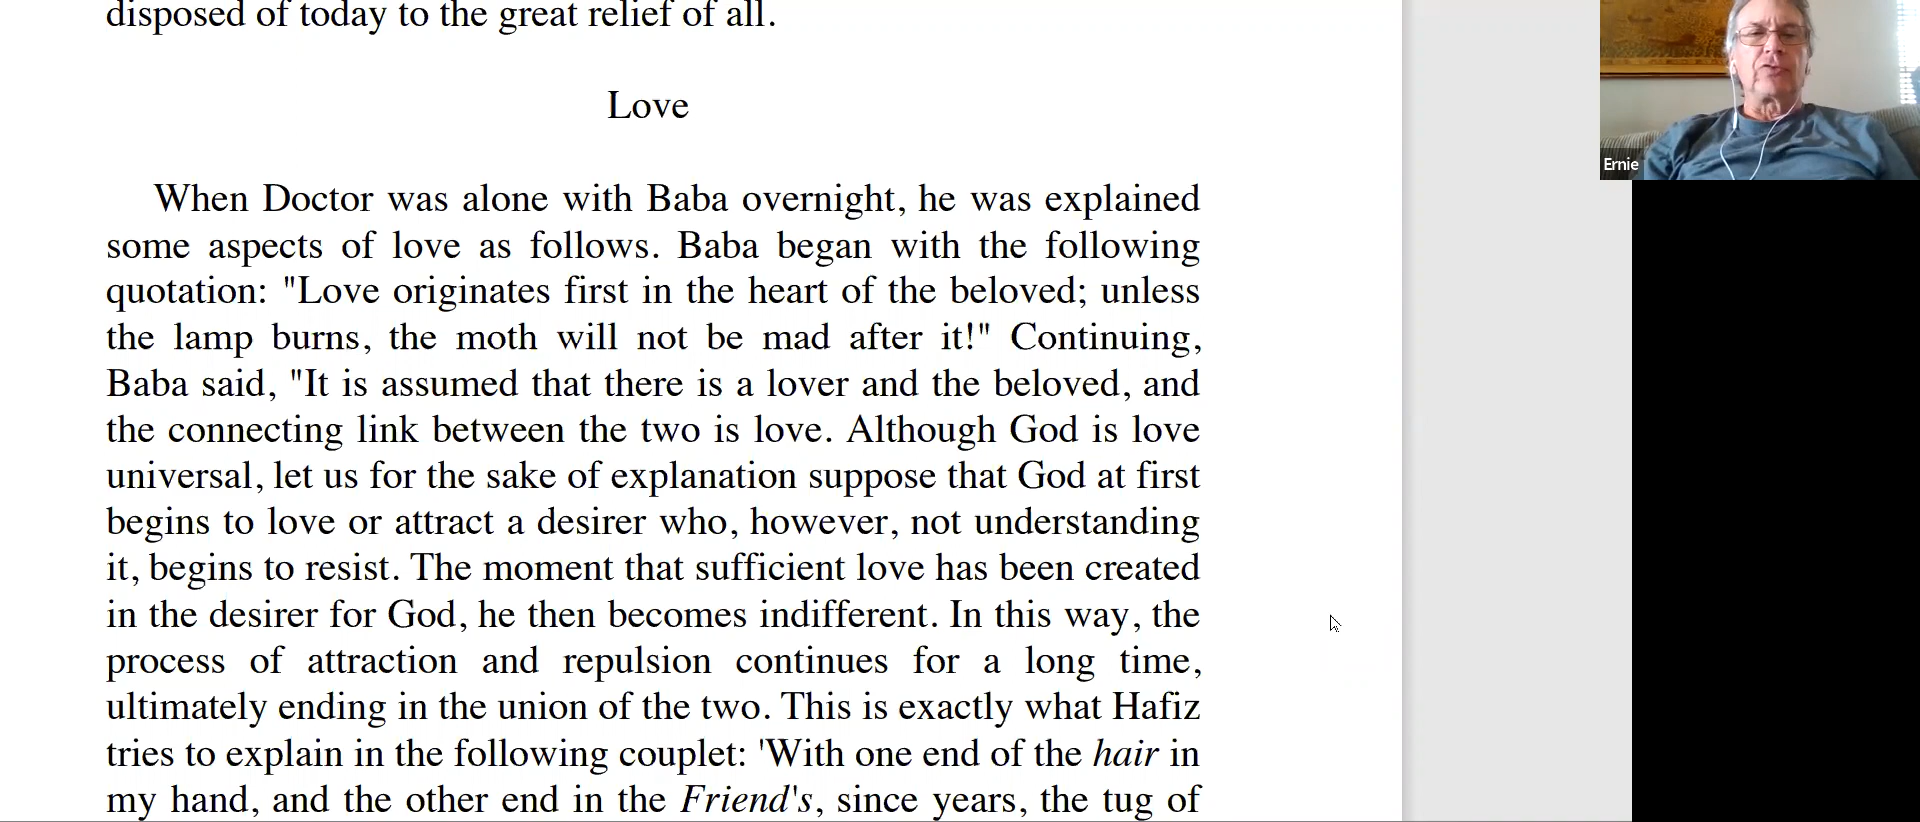 disposed of today to the great relief of all.
Love
When Doctor was alone with Baba overnight, he was explained
some aspects of love as follows. Baba began with the following
quotation: "Love originates first in the heart of the beloved; unless
the lamp burns, the moth will not be mad after it!" Continuing,
Baba said, "It is assumed that there is a lover and the beloved, and
the connecting link between the two is love. Although God is love
universal, let us for the sake of explanation suppose that God at first
begins to love or attract a desirer who, however, not understanding
it, begins to resist. The moment that sufficient love has been created
in the desirer for God, he then becomes indifferent. In this way, the
process of attraction and repulsion continues for a long time,
ultimately ending in the union of the two. This is exactly what Hafiz
tries to explain in the following couplet: 'With one end of the hair in
my hand, and the other end in the Friend's, since years, the tug of
Ernie